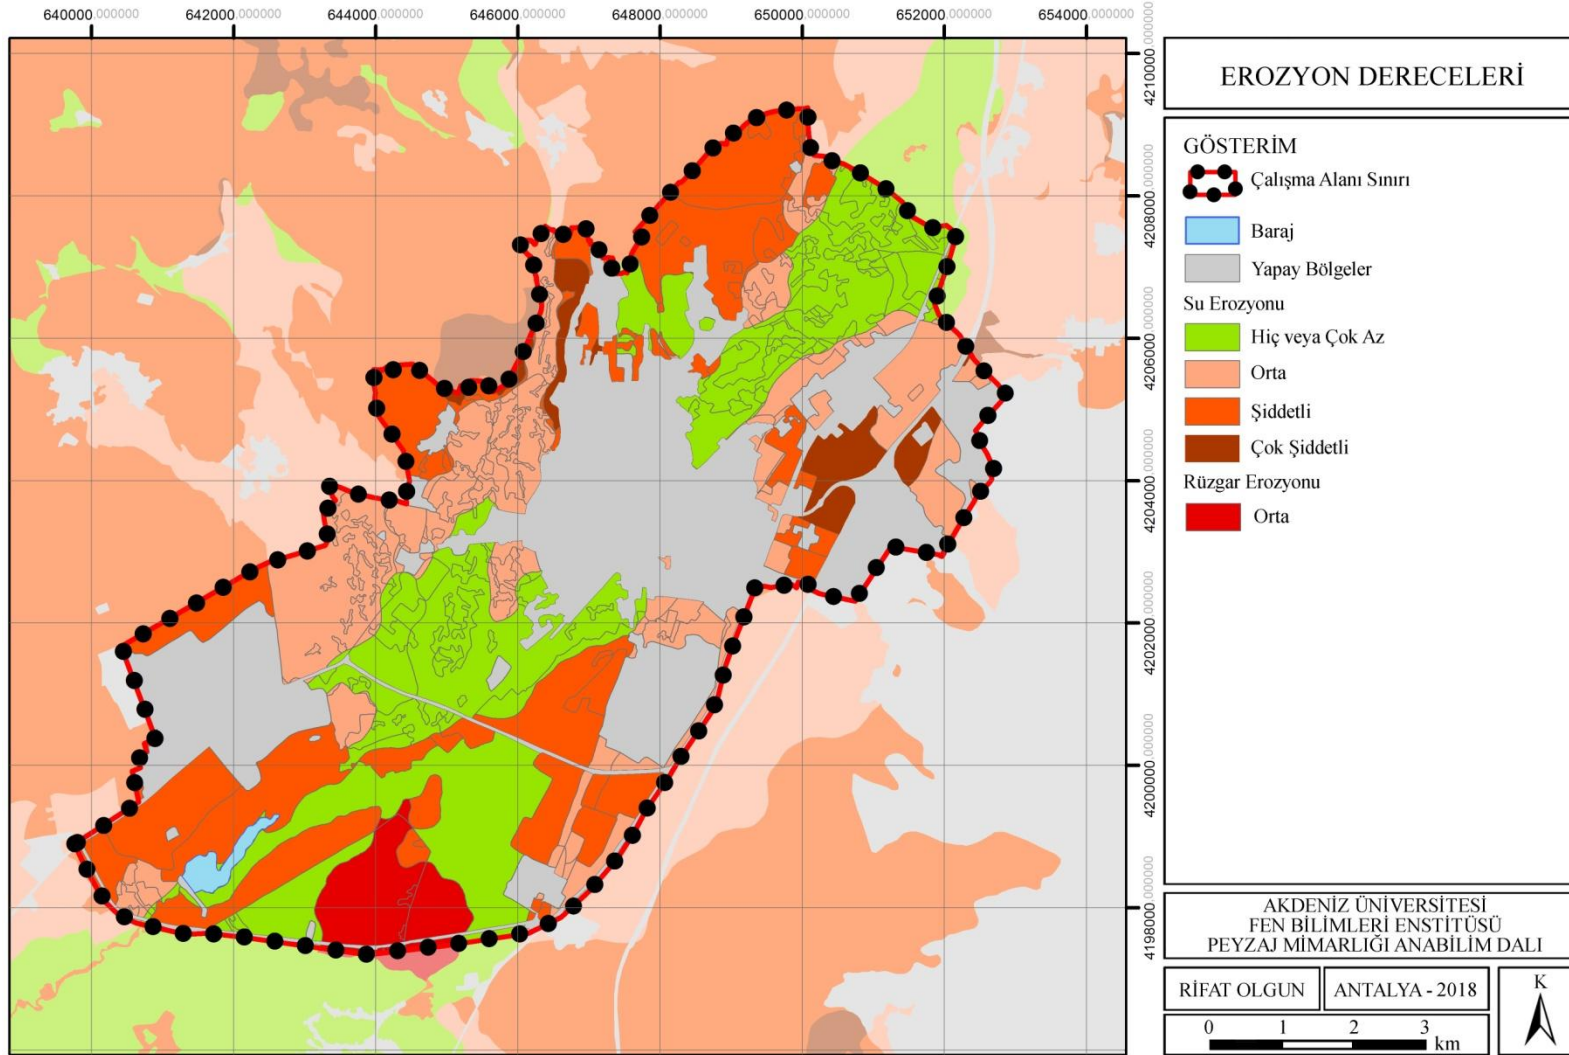 640000.000000 642000.000000 644000.000000 646000.000000 648000.000000 650000.000000 652000.000000 654000.000000
4210000.000000
4208000.000000
4206000.000000
4204000.000000
4202000.000000
4200000.000000
4198000.000000
EROZYON DERECELERİ
GÖSTERİM
Çalışma Alanı Sınırı
Baraj
Yapay Bölgeler
Su Erozyonu
Hiç veya Çok Az
Orta
Şiddetli
Çok Şiddetli
Rüzgar Erozyonu
Orta
AKDENİZ ÜNİVERSİTESİ
FEN BİLİMLERİ ENSTİTÜSÜ
PEYZAJ MİMARLIĞI ANABİLİM DALI
RİFAT OLGUN
ANTALYA - 2018
K
0 1 2 3
km